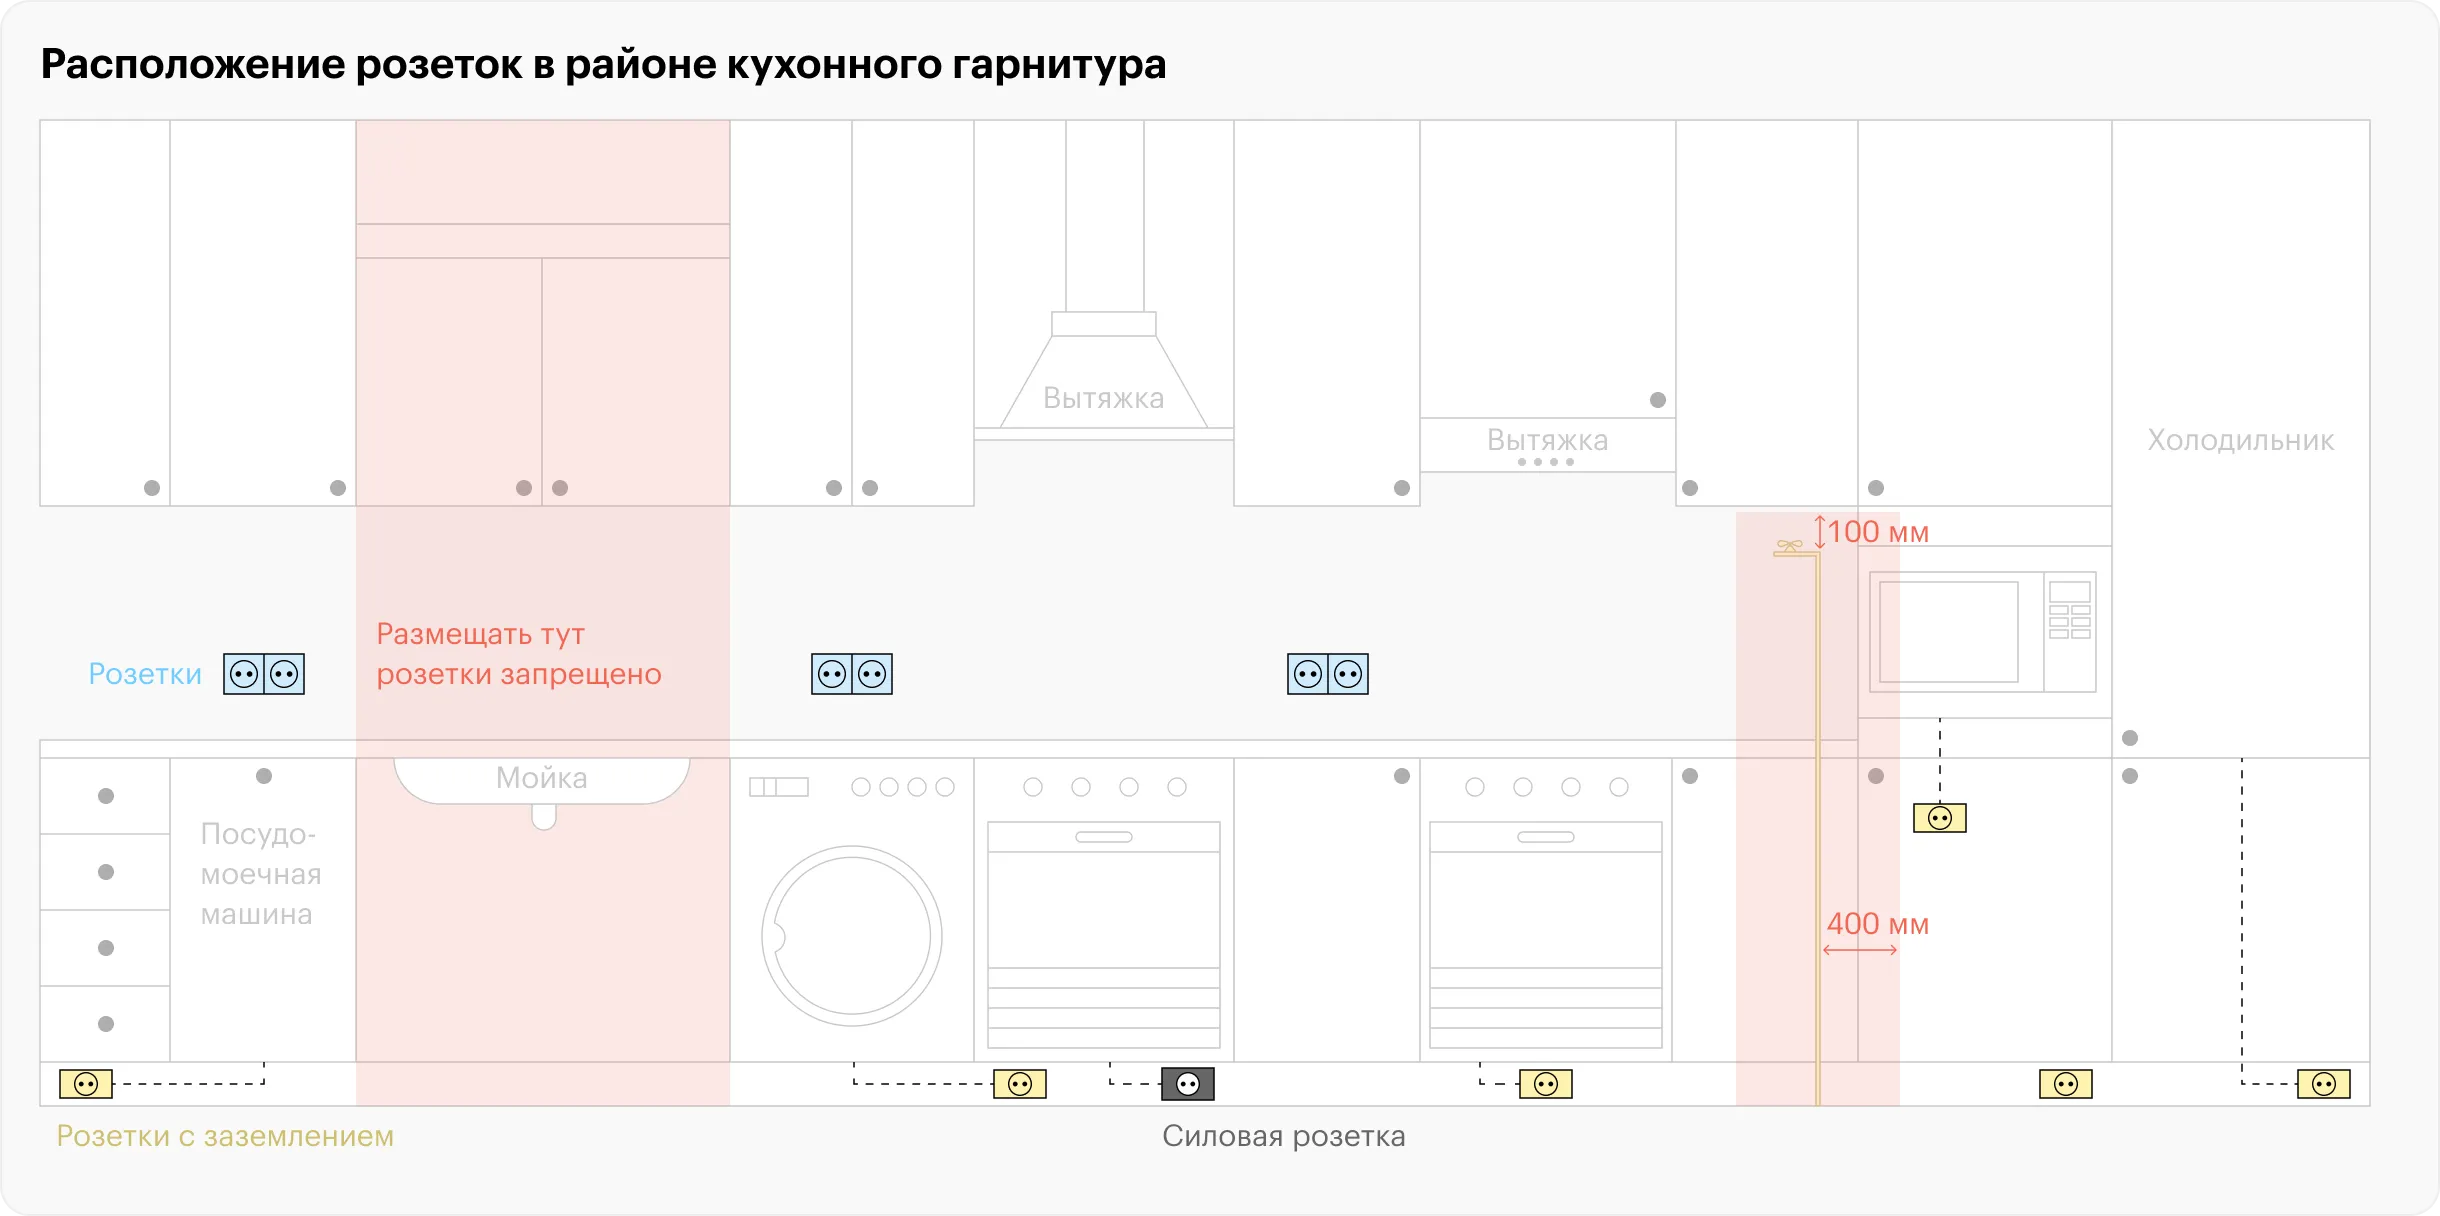 Расположение розеток в районе кухонного гарнитура
Вытяжка
Вытяжка
Холодильник
100 мм
Розетки
Размещать тут
розетки запрещено
Мойка
Посудо-
моечная
машина
400 мм
Розетки с заземлением
Силовая розетка